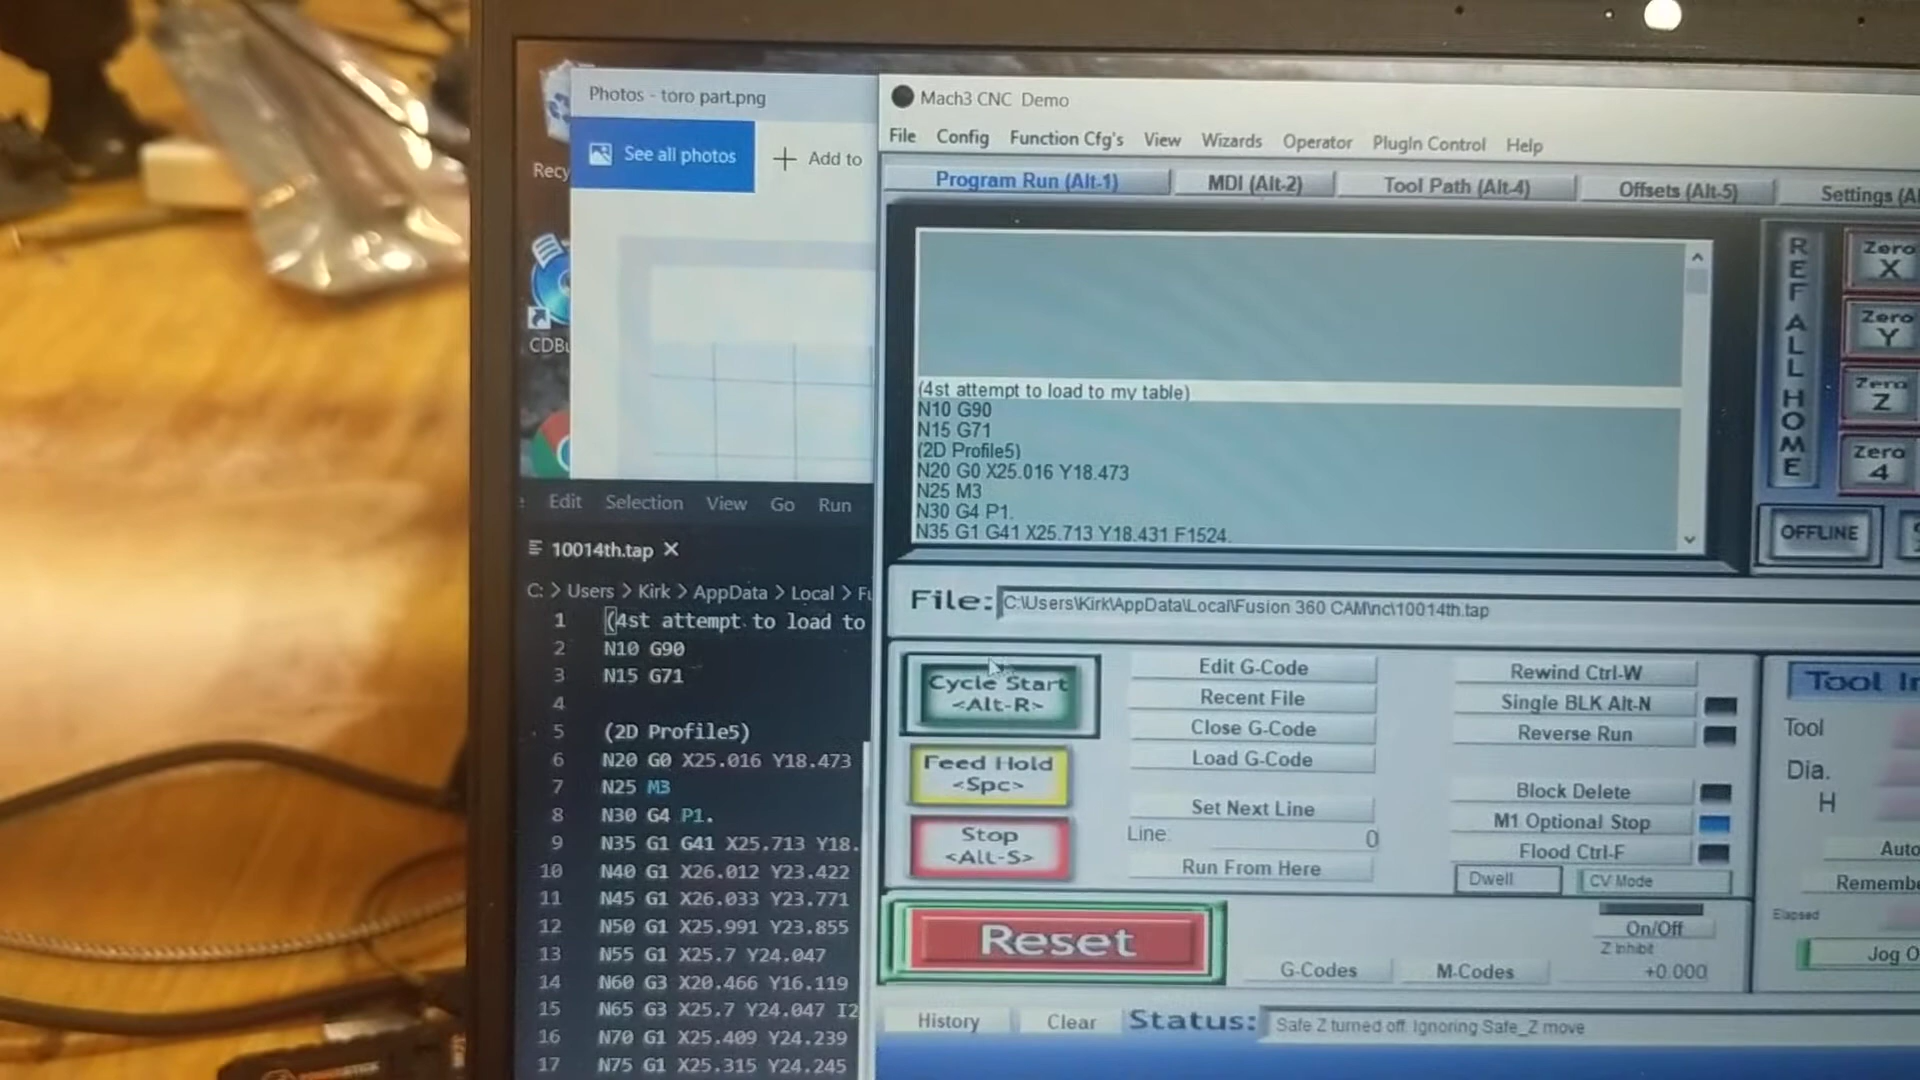 Photos - toro part.png
See all photos
Add to
Recy
CDBu
Edit Selection View Go Run
10014th.tap
C: > Users > Kirk > AppData > Local > Fu
1 (4st attempt to load to
2 N10 G90
3 N15 G71
4
5 (2D Profile5)
6 N20 G0 X25.016 Y18.473
7 N25 M3
8 N30 G4 P1.
9 N35 G1 G41 X25.713 Y18.
10 N40 G1 X26.012 Y23.422
11 N45 G1 X26.033 Y23.771
12 N50 G1 X25.991 Y23.855
13 N55 G1 X25.7 Y24.047
14 N60 G3 X20.466 Y16.119
15 N65 G3 X25.7 Y24.047 I2
16 N70 G1 X25.409 Y24.239
17 N75 G1 X25.315 Y24.245
Mach3 CNC Demo
File Config Function Cfg's View Wizards Operator PlugIn Control Help
Program Run (Alt-1) MDI (Alt-2) Tool Path (Alt-4) Offsets (Alt-5) Settings (Al
(4st attempt to load to my table)
N10 G90
N15 G71
(2D Profile5)
N20 G0 X25.016 Y18.473
N25 M3
N30 G4 P1.
N35 G1 G41 X25.713 Y18.431 F1524.
REF ALL HOME
Zero X
Zero Y
Zero Z
Zero 4
OFFLINE
File: C:\Users\Kirk\AppData\Local\Fusion 360 CAM\nc\10014th.tap
Cycle Start
<Alt-R>
Feed Hold
<Spc>
Stop
<Alt-S>
Reset
Edit G-Code
Recent File
Close G-Code
Load G-Code
Set Next Line
Line: 0
Run From Here
Rewind Ctrl-W
Single BLK Alt-N
Reverse Run
Block Delete
M1 Optional Stop
Flood Ctrl-F
Dwell CV Mode
On/Off
Z Inhibit
+0.000
G-Codes M-Codes
Tool In
Tool
Dia.
H
Auto
Remembe
Elapsed
Jog O
History Clear Status: Safe Z turned off. Ignoring Safe_Z move